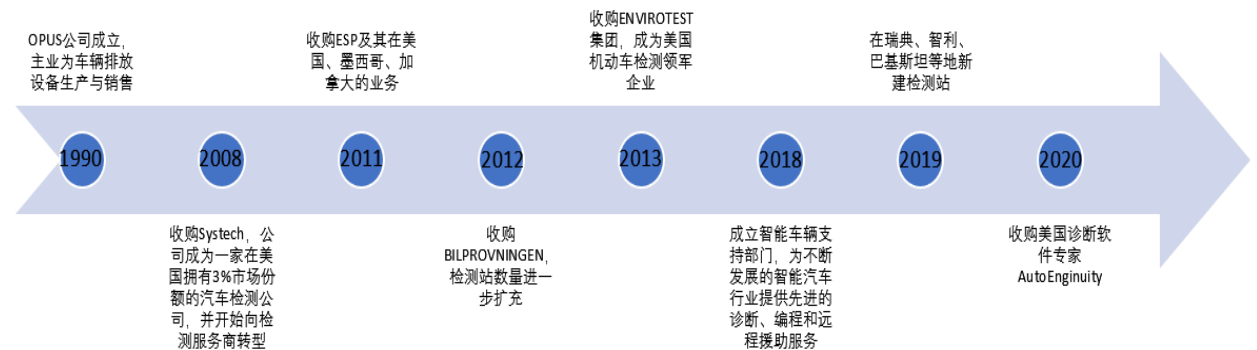 OPUS公司成立，
主业为车辆排放
设备生产与销售
1990
收购Systech，公
司成为一家在美
国拥有3%市场份
额的汽车检测公
司，并开始向检
测服务商转型
2008
收购ESP及其在美
国、墨西哥、加
拿大的业务
2011
收购
BILPROVNINGEN，
检测站数量进一
步扩充
2012
收购ENVIROTEST
集团，成为美国
机动车检测领军
企业
2013
成立智能车辆支
持部门，为不断
发展的智能汽车
行业提供先进的
诊断、编程和远
程援助服务
2018
在瑞典、智利、
巴基斯坦等地新
建检测站
2019
收购美国诊断软
件专家
AutoEnginuity
2020